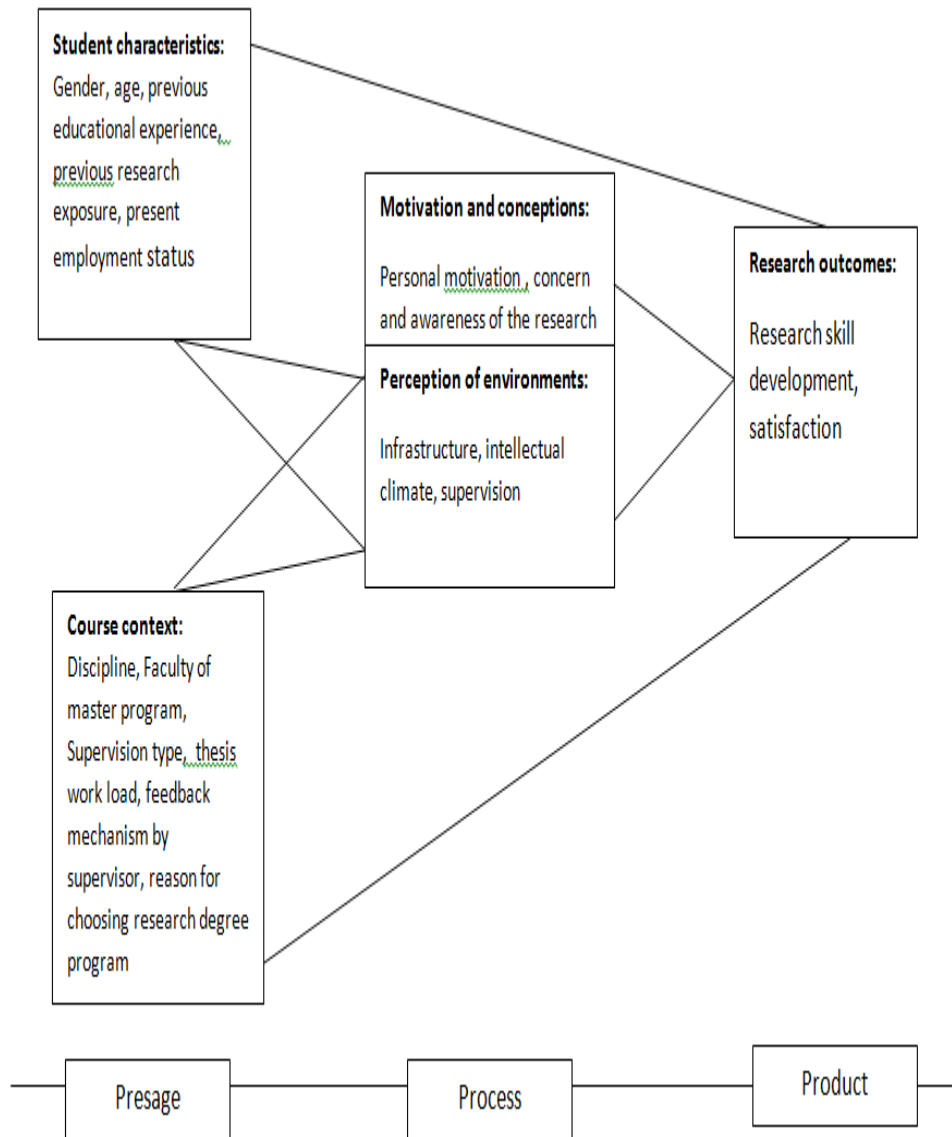 Student characteristics:
Gender, age, previous
educational experience,
previous research
exposure, present
employment status
Motivation and conceptions:
Personal motivation , concern
and awareness of the research
Perception of environments:
Infrastructure, intellectual
climate, supervision
Research outcomes:
Research skill
development,
satisfaction
Course context:
Discipline, Faculty of
master program,
Supervision type, thesis
work load, feedback
mechanism by
supervisor, reason for
choosing research degree
program
Presage
Process
Product